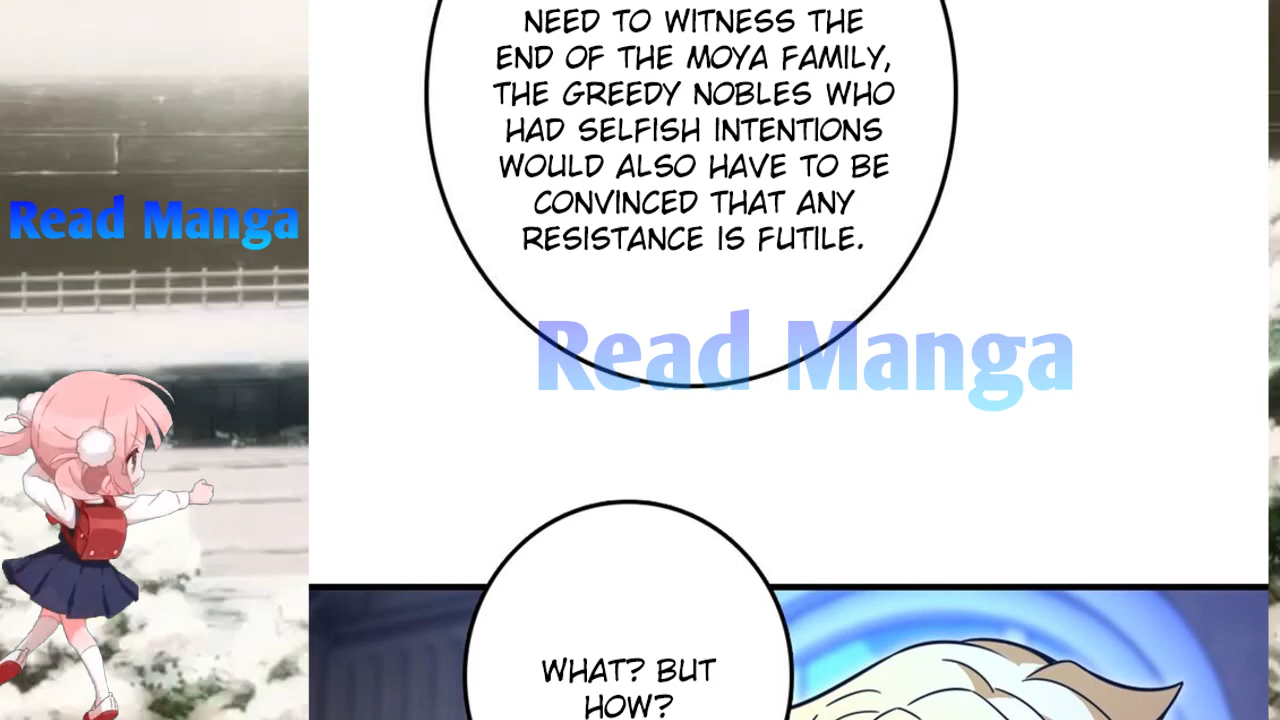 NEED TO WITNESS THE
END OF THE MOYA FAMILY,
THE GREEDY NOBLES WHO
HAD SELFISH INTENTIONS
WOULD ALSO HAVE TO BE
CONVINCED THAT ANY
RESISTANCE IS FUTILE.
Read Manga
Read Manga
WHAT? BUT
HOW?